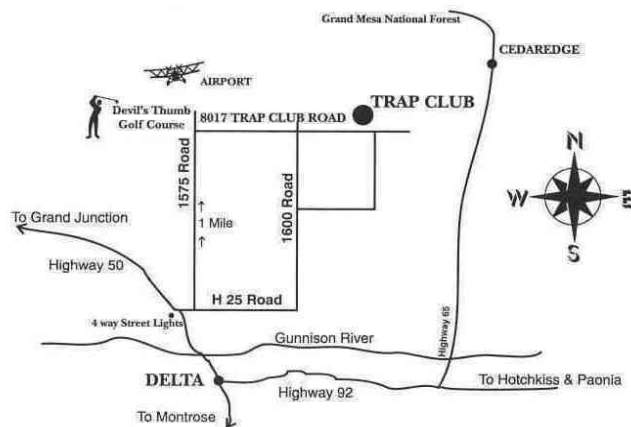 Grand Mesa National Forest
CEDAREDGE
AIRPORT
TRAP CLUB
Devil's Thumb
Golf Course
8017 TRAP CLUB ROAD
1575 Road
1600 Road
N
W
E
S
To Grand Junction
↑
1 Mile
↑
Highway 50
H 25 Road
4 way Street Lights
Highway 65
Gunnison River
DELTA
Highway 92
To Hotchkiss & Paonia
To Montrose